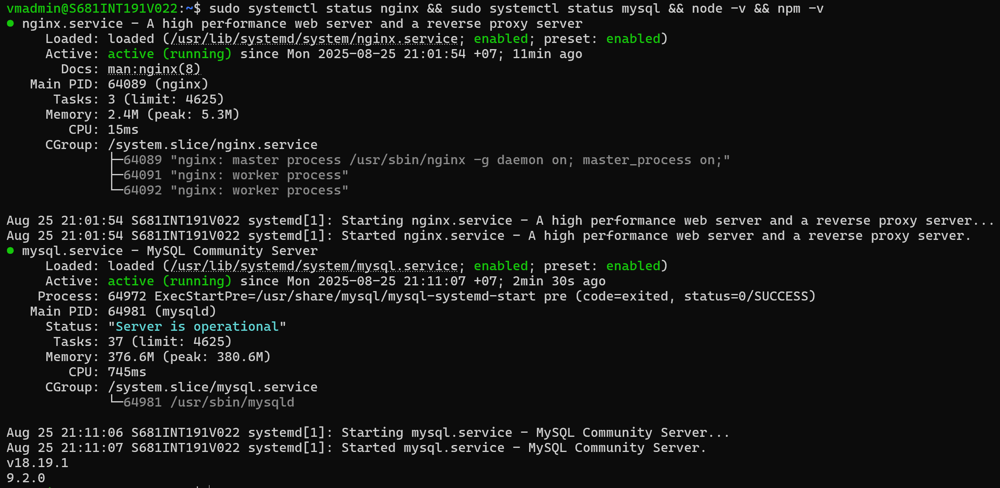 vmadmin@S681INT191V022:~$ sudo systemctl status nginx && sudo systemctl status mysql && node -v && npm -v
● nginx.service - A high performance web server and a reverse proxy server
     Loaded: loaded (/usr/lib/systemd/system/nginx.service; enabled; preset: enabled)
     Active: active (running) since Mon 2025-08-25 21:01:54 +07; 11min ago
       Docs: man:nginx(8)
   Main PID: 64089 (nginx)
      Tasks: 3 (limit: 4625)
     Memory: 2.4M (peak: 5.3M)
        CPU: 15ms
     CGroup: /system.slice/nginx.service
             ├─64089 "nginx: master process /usr/sbin/nginx -g daemon on; master_process on;"
             ├─64091 "nginx: worker process"
             └─64092 "nginx: worker process"

Aug 25 21:01:54 S681INT191V022 systemd[1]: Starting nginx.service - A high performance web server and a reverse proxy server...
Aug 25 21:01:54 S681INT191V022 systemd[1]: Started nginx.service - A high performance web server and a reverse proxy server.
● mysql.service - MySQL Community Server
     Loaded: loaded (/usr/lib/systemd/system/mysql.service; enabled; preset: enabled)
     Active: active (running) since Mon 2025-08-25 21:11:07 +07; 2min 30s ago
    Process: 64972 ExecStartPre=/usr/share/mysql/mysql-systemd-start pre (code=exited, status=0/SUCCESS)
   Main PID: 64981 (mysqld)
     Status: "Server is operational"
      Tasks: 37 (limit: 4625)
     Memory: 376.6M (peak: 380.6M)
        CPU: 745ms
     CGroup: /system.slice/mysql.service
             └─64981 /usr/sbin/mysqld

Aug 25 21:11:06 S681INT191V022 systemd[1]: Starting mysql.service - MySQL Community Server...
Aug 25 21:11:07 S681INT191V022 systemd[1]: Started mysql.service - MySQL Community Server.
v18.19.1
9.2.0